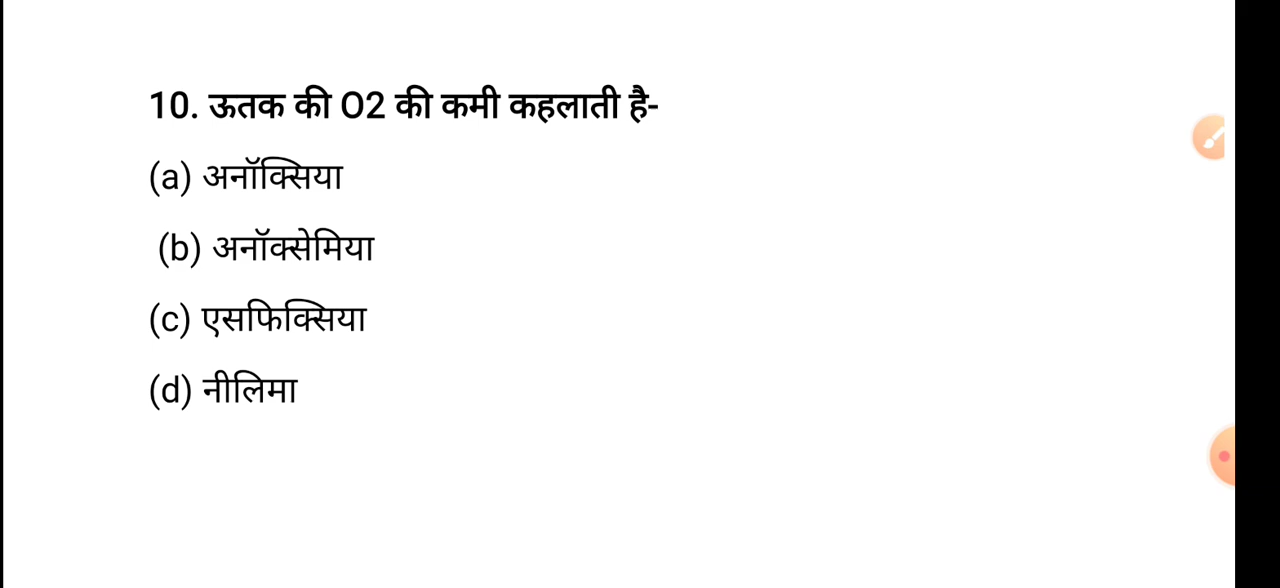 10. ऊतक की O2 की कमी कहलाती है-
(a) अनॉक्सिया
(b) अनॉक्सेमिया
(c) एसफिक्सिया
(d) नीलिमा